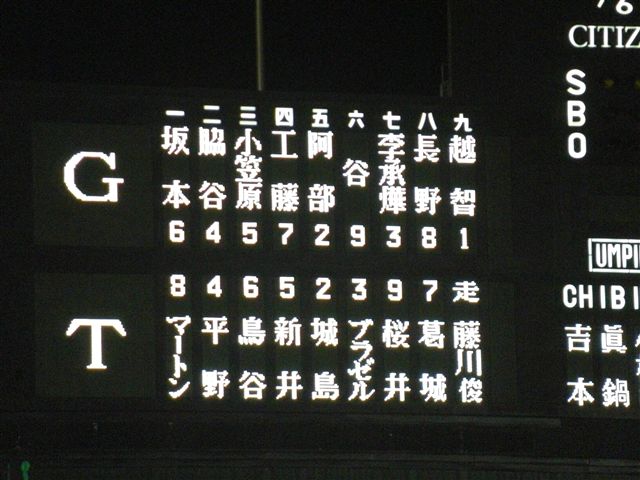 CITIZ
S
B
O
G
一 二 三 四 五 六 七 八 九
坂本 脇谷 小笠原 工藤 阿部 谷 李承燁 長野 越智
6 4 5 7 2 9 3 8 1
T
8 4 6 5 2 3 9 7 走
マートン 平野 鳥谷 新井 城島 ブラゼル 桜井 葛城 藤川俊
UMPI
CHIBI
吉本 眞鍋